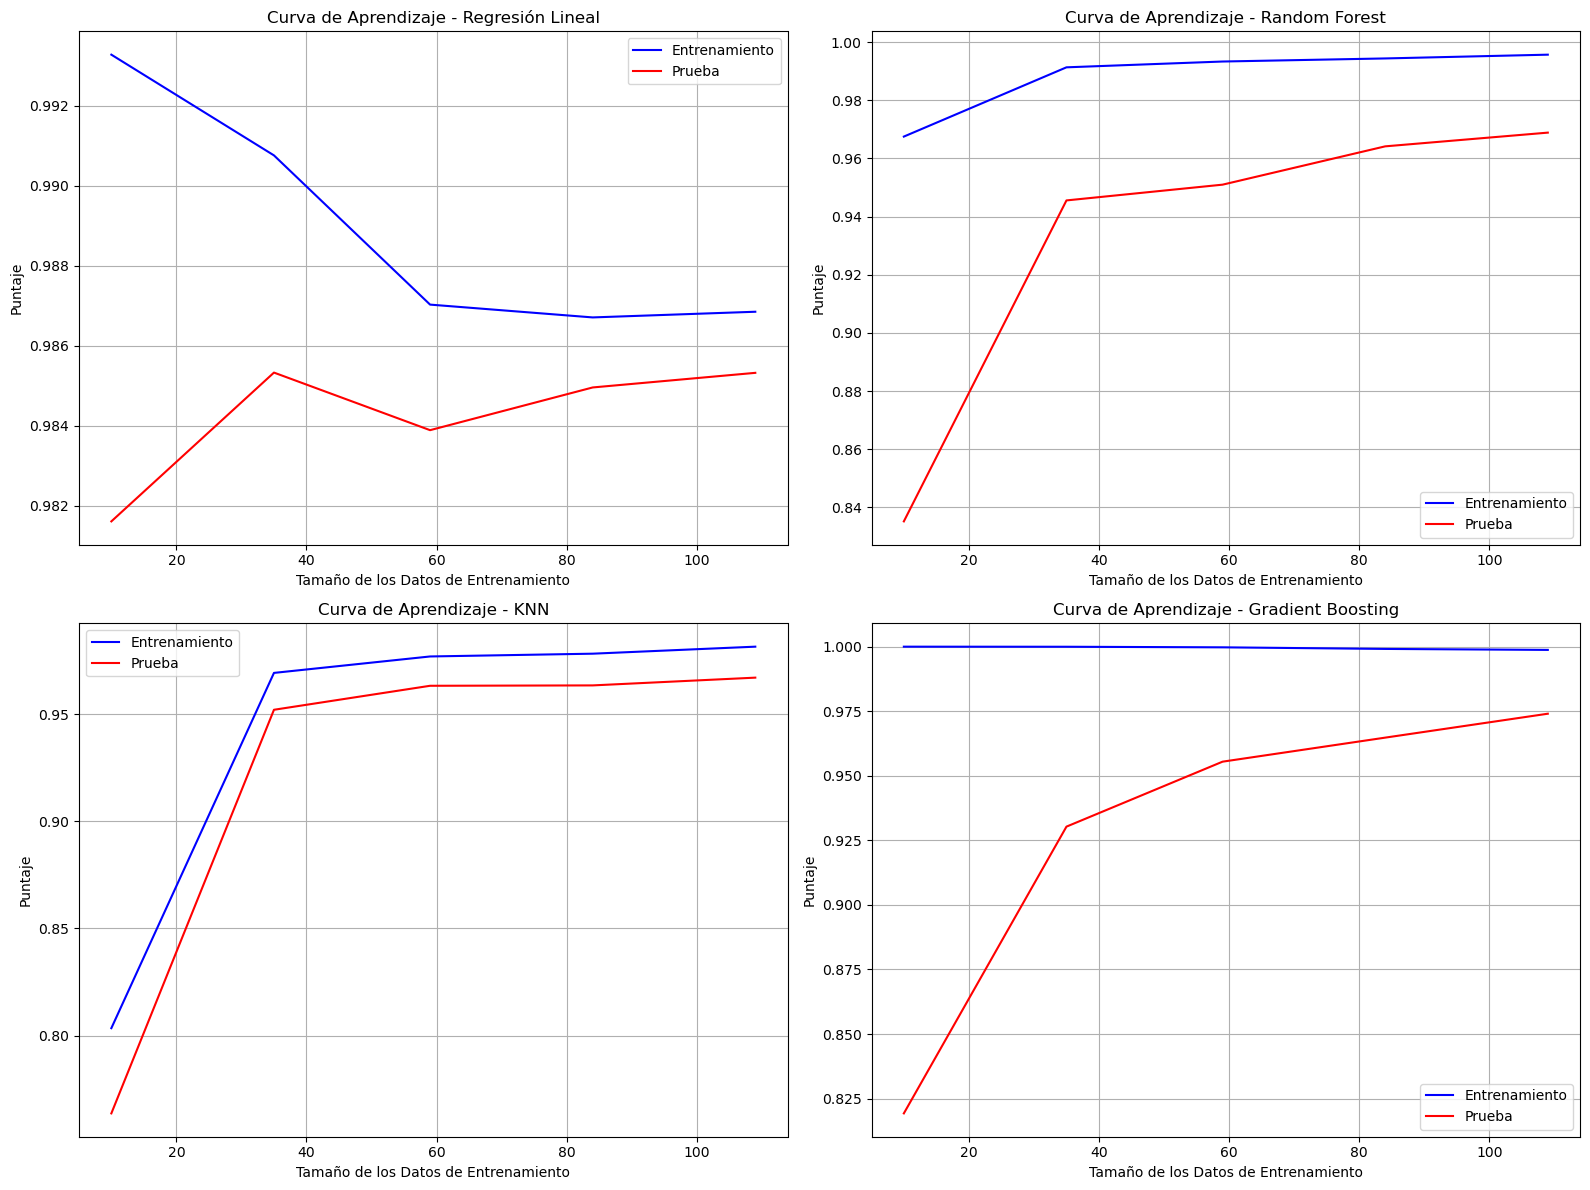 Curva de Aprendizaje - Regresión Lineal
Entrenamiento
Prueba
0.992
0.990
0.988
0.986
0.984
0.982
Puntaje
20 40 60 80 100
Tamaño de los Datos de Entrenamiento
Curva de Aprendizaje - Random Forest
1.00
0.98
0.96
0.94
0.92
0.90
0.88
0.86
0.84
Puntaje
Entrenamiento
Prueba
20 40 60 80 100
Tamaño de los Datos de Entrenamiento
Curva de Aprendizaje - KNN
Entrenamiento
Prueba
0.95
0.90
0.85
0.80
Puntaje
20 40 60 80 100
Tamaño de los Datos de Entrenamiento
Curva de Aprendizaje - Gradient Boosting
1.000
0.975
0.950
0.925
0.900
0.875
0.850
0.825
Puntaje
Entrenamiento
Prueba
20 40 60 80 100
Tamaño de los Datos de Entrenamiento